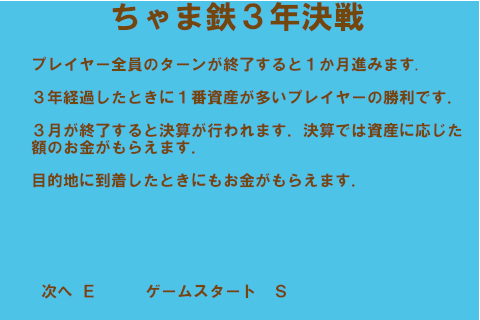 ちゃま鉄３年決戦
プレイヤー全員のターンが終了すると１か月進みます．
３年経過したときに１番資産が多いプレイヤーの勝利です．
３月が終了すると決算が行われます．決算では資産に応じた
額のお金がもらえます．
目的地に到着したときにもお金がもらえます．
次へ　Ｅ　　　ゲームスタート　Ｓ